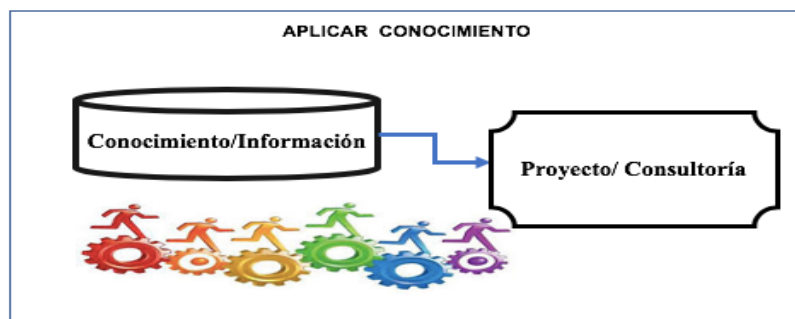 APLICAR CONOCIMIENTO
Conocimiento/Información
Proyecto/ Consultoría